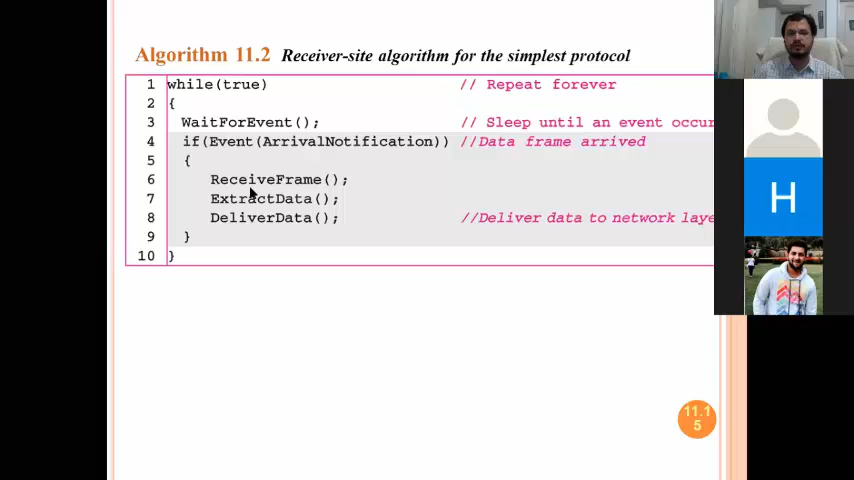 Algorithm 11.2 Receiver-site algorithm for the simplest protocol
1 while(true) // Repeat forever
2 {
3 WaitForEvent(); // Sleep until an event occur
4 if(Event(ArrivalNotification)) //Data frame arrived
5 {
6 ReceiveFrame();
7 ExtractData();
8 DeliverData(); //Deliver data to network laye
9 }
10 }
H
11.1
5